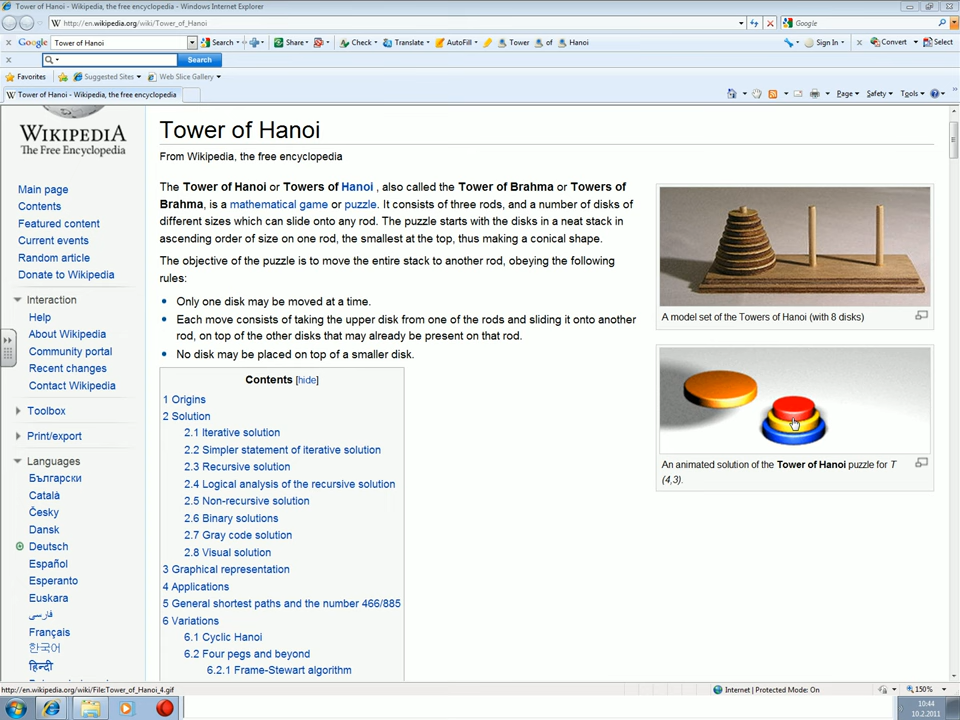 Tower of Hanoi - Wikipedia, the free encyclopedia - Windows Internet Explorer
http://en.wikipedia.org/wiki/Tower_of_Hanoi
Google
Google Tower of Hanoi Search Share Check Translate AutoFill Tower of Hanoi Sign In Convert Select
Search
Favorites Suggested Sites Web Slice Gallery
W Tower of Hanoi - Wikipedia, the free encyclopedia Page Safety Tools
WIKIPEDIA
The Free Encyclopedia
Main page
Contents
Featured content
Current events
Random article
Donate to Wikipedia
Interaction
Help
About Wikipedia
Community portal
Recent changes
Contact Wikipedia
Toolbox
Print/export
Languages
Български
Català
Česky
Dansk
Deutsch
Español
Esperanto
Euskara
فارسی
Français
한국어
हिन्दी
Tower of Hanoi
From Wikipedia, the free encyclopedia
The Tower of Hanoi or Towers of Hanoi , also called the Tower of Brahma or Towers of
Brahma, is a mathematical game or puzzle. It consists of three rods, and a number of disks of
different sizes which can slide onto any rod. The puzzle starts with the disks in a neat stack in
ascending order of size on one rod, the smallest at the top, thus making a conical shape.
The objective of the puzzle is to move the entire stack to another rod, obeying the following
rules:
Only one disk may be moved at a time.
Each move consists of taking the upper disk from one of the rods and sliding it onto another
rod, on top of the other disks that may already be present on that rod.
No disk may be placed on top of a smaller disk.
Contents [hide]
1 Origins
2 Solution
2.1 Iterative solution
2.2 Simpler statement of iterative solution
2.3 Recursive solution
2.4 Logical analysis of the recursive solution
2.5 Non-recursive solution
2.6 Binary solutions
2.7 Gray code solution
2.8 Visual solution
3 Graphical representation
4 Applications
5 General shortest paths and the number 466/885
6 Variations
6.1 Cyclic Hanoi
6.2 Four pegs and beyond
6.2.1 Frame-Stewart algorithm
A model set of the Towers of Hanoi (with 8 disks)
An animated solution of the Tower of Hanoi puzzle for T
(4,3).
http://en.wikipedia.org/wiki/File:Tower_of_Hanoi_4.gif
Internet | Protected Mode: On
150%
10:44
10.2.2011